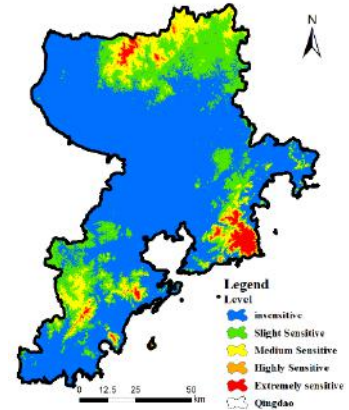 N
Legend
Level
insensitive
Slight Sensitive
Medium Sensitive
Highly Sensitive
Extremely sensitive
Qingdao
0 12.5 25 50
km